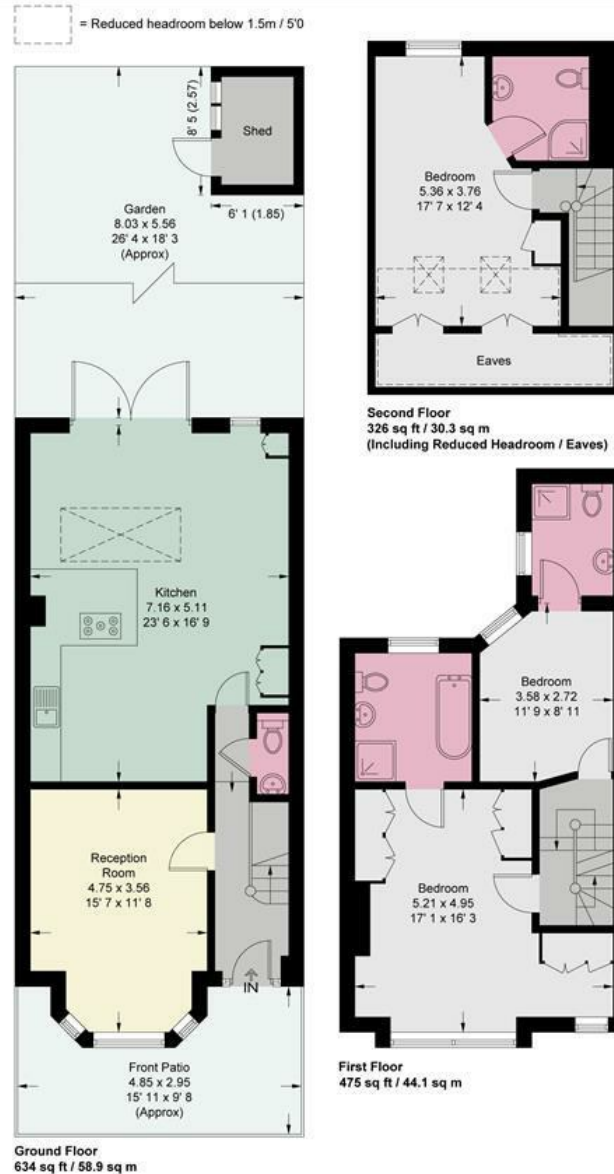 = Reduced headroom below 1.5m / 5'0
8' 5 (2.57)
Shed
6' 1 (1.85)
Garden
8.03 x 5.56
26' 4 x 18' 3
(Approx)
Kitchen
7.16 x 5.11
23' 6 x 16' 9
Reception
Room
4.75 x 3.56
15' 7 x 11' 8
IN
Front Patio
4.85 x 2.95
15' 11 x 9' 8
(Approx)
Ground Floor
634 sq ft / 58.9 sq m
Bedroom
5.36 x 3.76
17' 7 x 12' 4
Eaves
Second Floor
326 sq ft / 30.3 sq m
(Including Reduced Headroom / Eaves)
Bedroom
3.58 x 2.72
11' 9 x 8' 11
Bedroom
5.21 x 4.95
17' 1 x 16' 3
First Floor
475 sq ft / 44.1 sq m